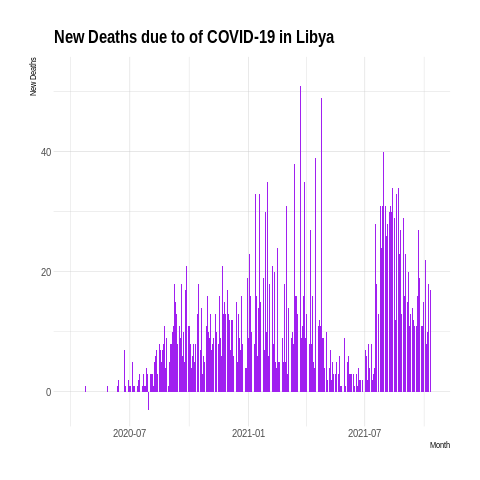 New Deaths due to of COVID-19 in Libya
New Deaths
40
20
0
2020-07
2021-01
2021-07
Month